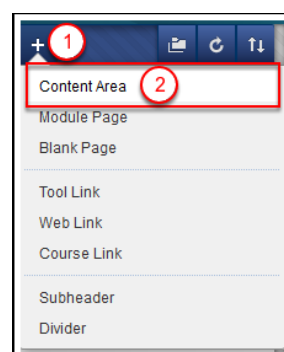 + 1
Content Area 2
Module Page
Blank Page
Tool Link
Web Link
Course Link
Subheader
Divider